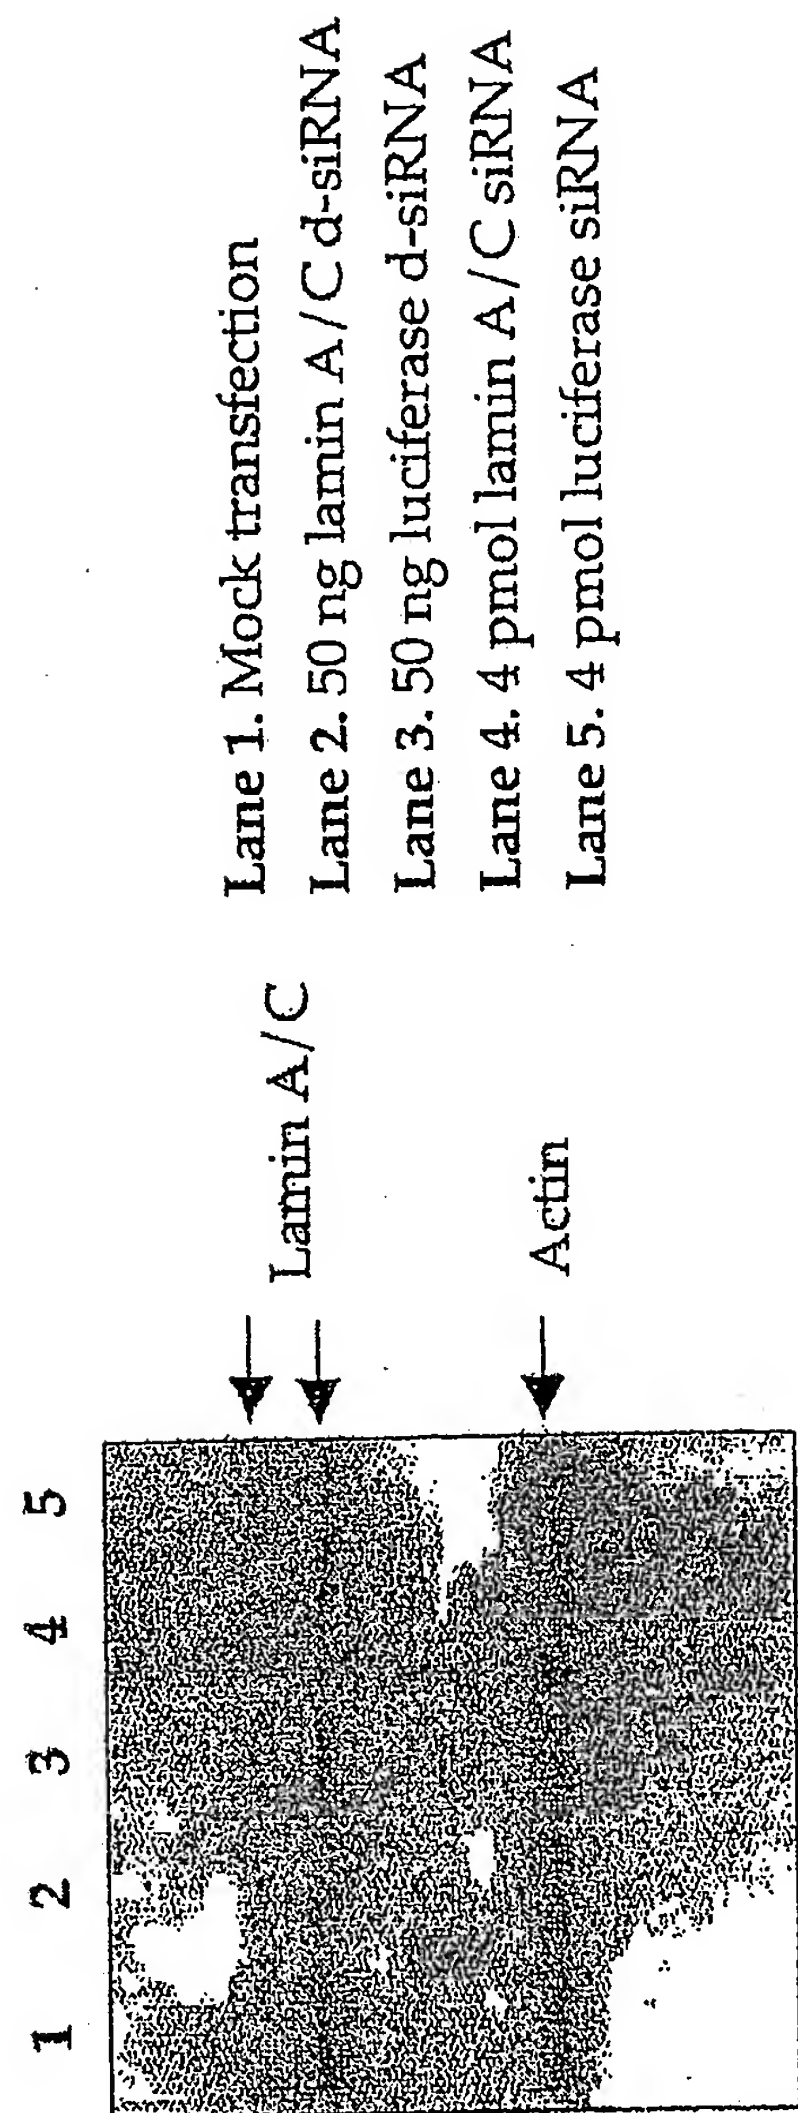 1 2 3 4 5
Lamin A/C
Actin
Lane 1. Mock transfection
Lane 2. 50 ng lamin A/C d-siRNA
Lane 3. 50 ng luciferase d-siRNA
Lane 4. 4 pmol lamin A/C siRNA
Lane 5. 4 pmol luciferase siRNA